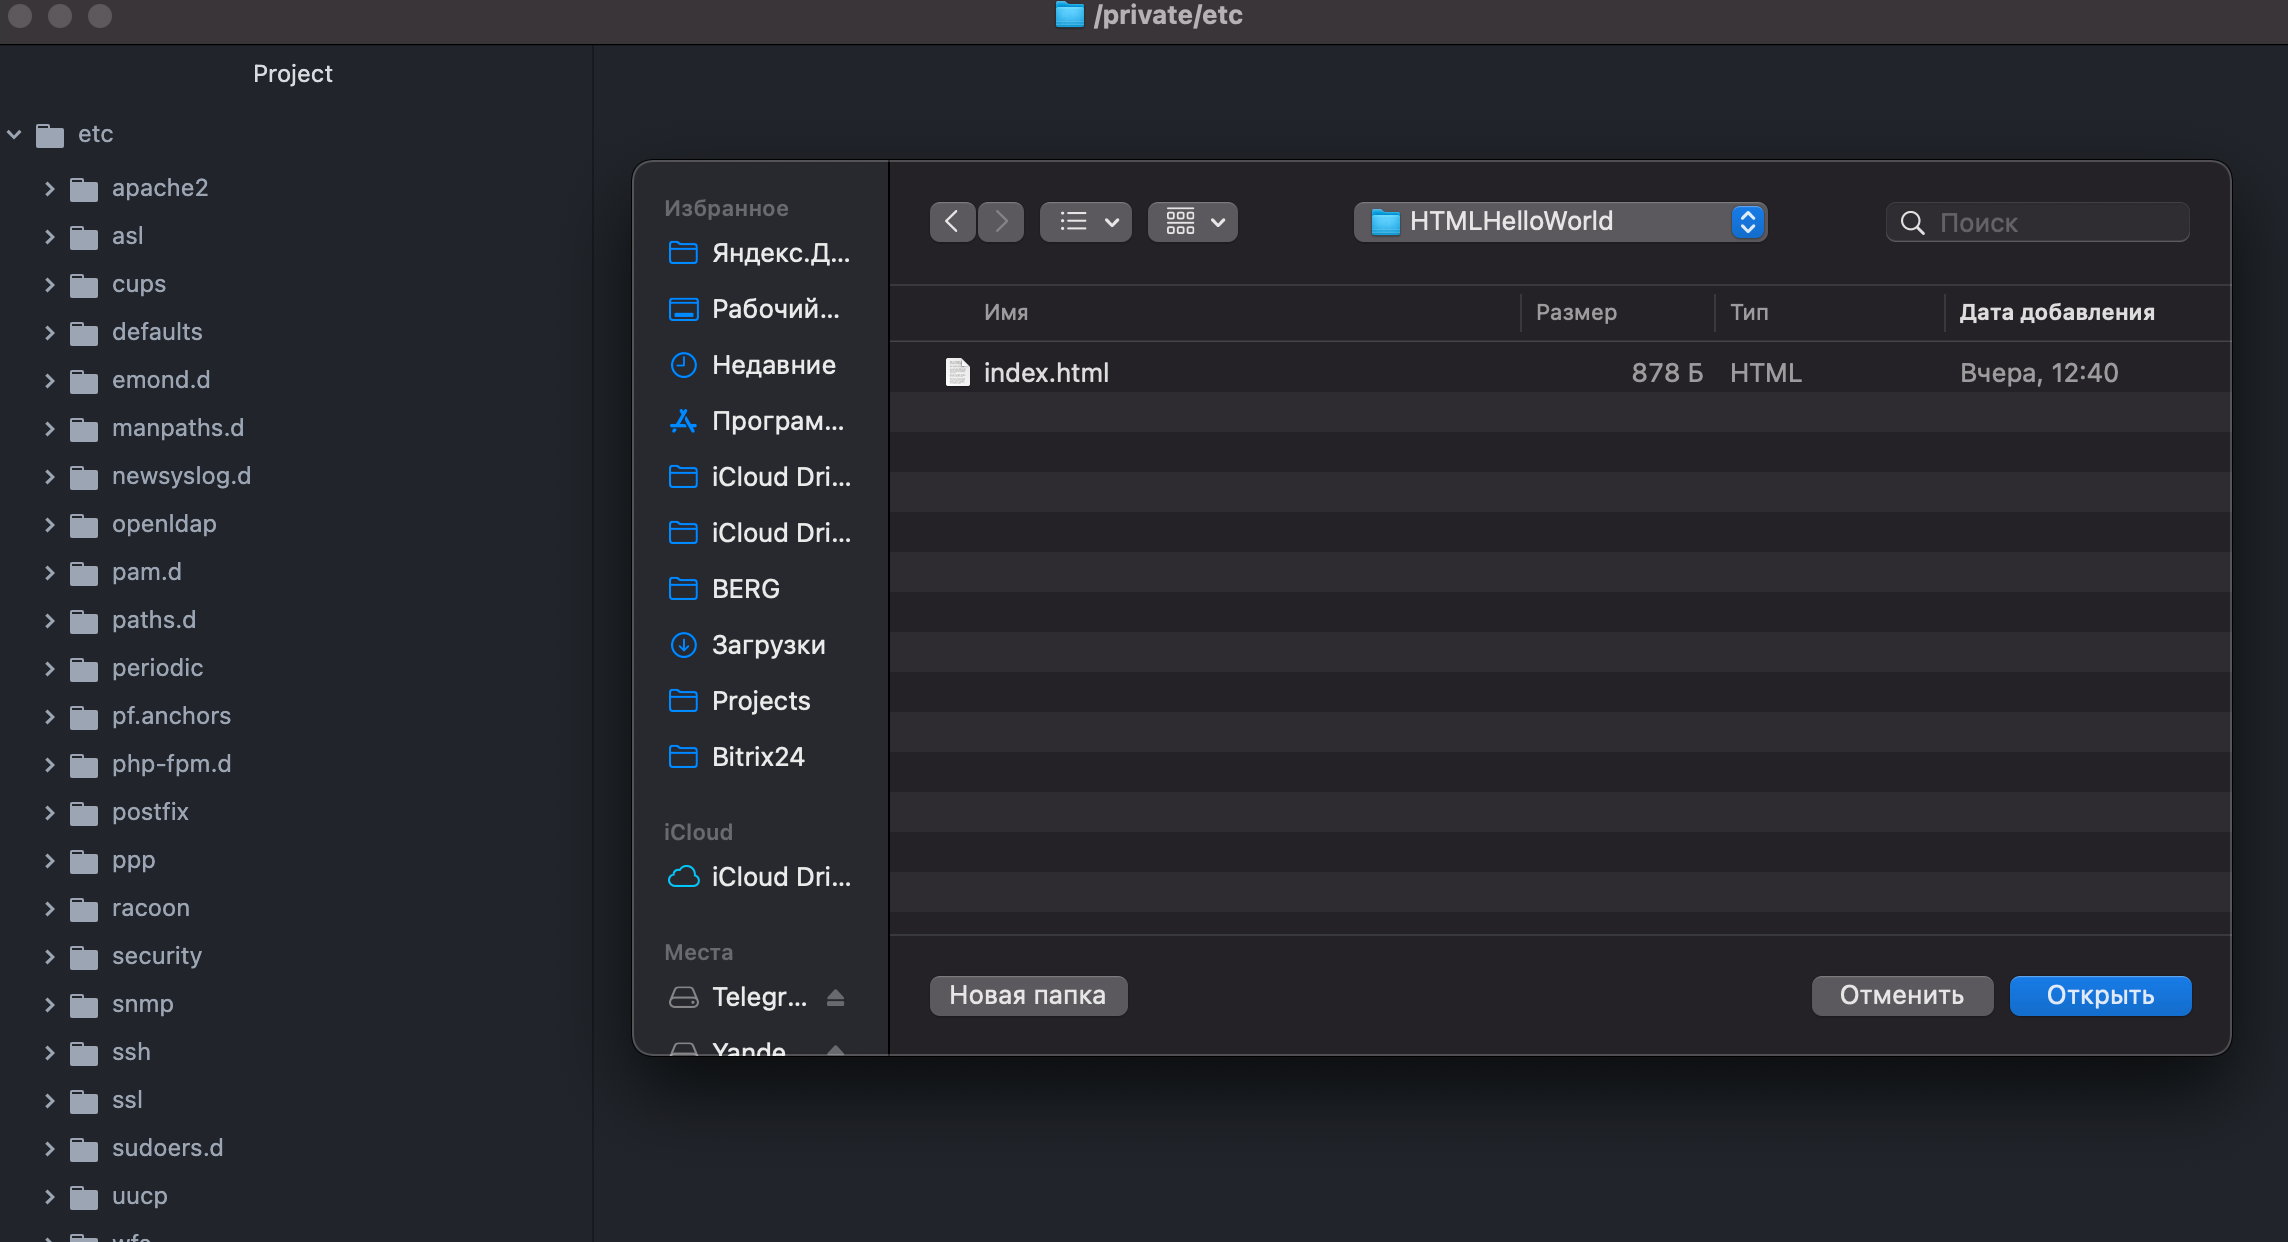 /private/etc
Project
etc
apache2
asl
cups
defaults
emond.d
manpaths.d
newsyslog.d
openldap
pam.d
paths.d
periodic
pf.anchors
php-fpm.d
postfix
ppp
racoon
security
snmp
ssh
ssl
sudoers.d
uucp
Избранное
Яндекс.Д...
Рабочий...
Недавние
Програм...
iCloud Dri...
iCloud Dri...
BERG
Загрузки
Projects
Bitrix24
iCloud
iCloud Dri...
Места
Telegr...
Yande
HTMLHelloWorld
Поиск
Имя Размер Тип Дата добавления
index.html 878 Б HTML Вчера, 12:40
Новая папка Отменить Открыть